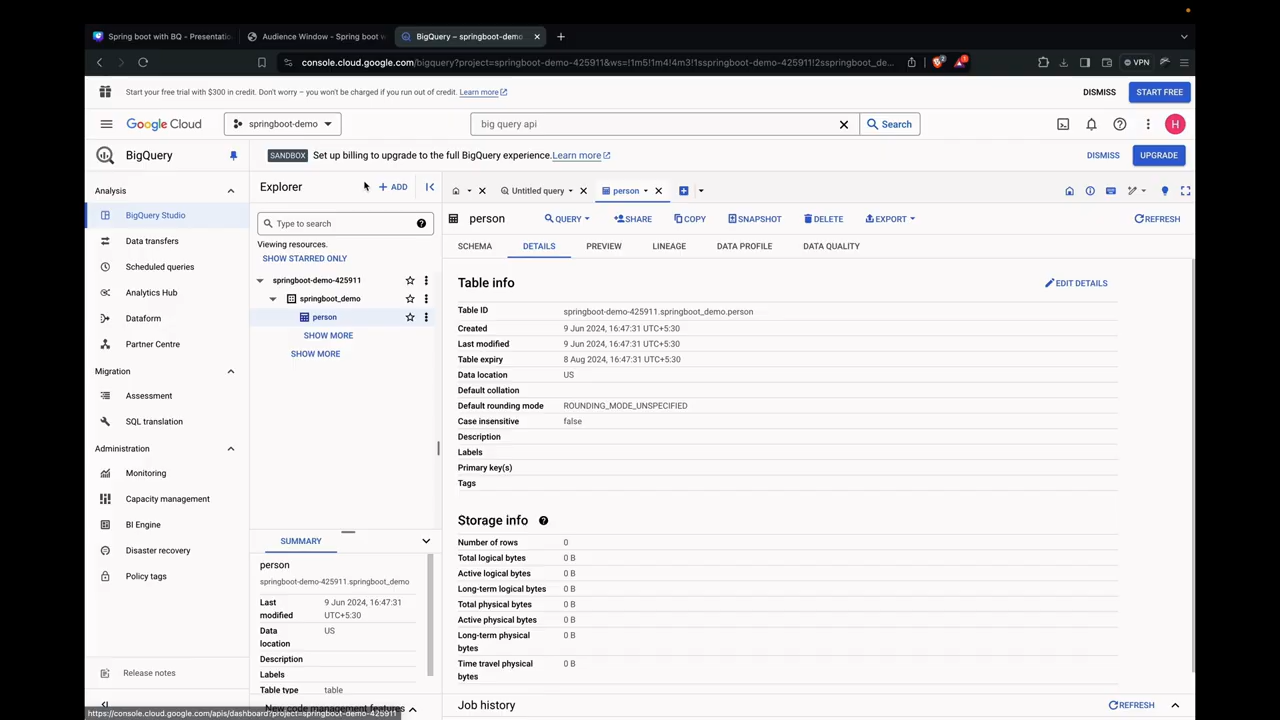 Spring boot with BQ - Presentatio
Audience Window - Spring boot w
BigQuery – springboot-demo
console.cloud.google.com/bigquery?project=springboot-demo-425911&ws=!1m5!1m4!4m3!1sspringboot-demo-425911!2sspringboot_de...
VPN
Start your free trial with $300 in credit. Don't worry – you won't be charged if you run out of credit. Learn more
DISMISS
START FREE
Google Cloud
springboot-demo
big query api
Search
H
BigQuery
SANDBOX Set up billing to upgrade to the full BigQuery experience. Learn more
DISMISS
UPGRADE
Analysis
BigQuery Studio
Data transfers
Scheduled queries
Analytics Hub
Dataform
Partner Centre
Migration
Assessment
SQL translation
Administration
Monitoring
Capacity management
BI Engine
Disaster recovery
Policy tags
Release notes
https://console.cloud.google.com/apis/dashboard?project=springboot-demo-425911
Explorer
+ ADD
Type to search
Viewing resources.
SHOW STARRED ONLY
springboot-demo-425911
springboot_demo
person
SHOW MORE
SHOW MORE
SUMMARY
person
springboot-demo-425911.springboot_demo
Last modified 9 Jun 2024, 16:47:31 UTC+5:30
Data location US
Description
Labels
Table type table
New code management features
Untitled query
person
person
QUERY
SHARE
COPY
SNAPSHOT
DELETE
EXPORT
REFRESH
SCHEMA
DETAILS
PREVIEW
LINEAGE
DATA PROFILE
DATA QUALITY
Table info
EDIT DETAILS
Table ID springboot-demo-425911.springboot_demo.person
Created 9 Jun 2024, 16:47:31 UTC+5:30
Last modified 9 Jun 2024, 16:47:31 UTC+5:30
Table expiry 8 Aug 2024, 16:47:31 UTC+5:30
Data location US
Default collation
Default rounding mode ROUNDING_MODE_UNSPECIFIED
Case insensitive false
Description
Labels
Primary key(s)
Tags
Storage info
Number of rows 0
Total logical bytes 0 B
Active logical bytes 0 B
Long-term logical bytes 0 B
Total physical bytes 0 B
Active physical bytes 0 B
Long-term physical bytes 0 B
Time travel physical bytes 0 B
Job history
REFRESH